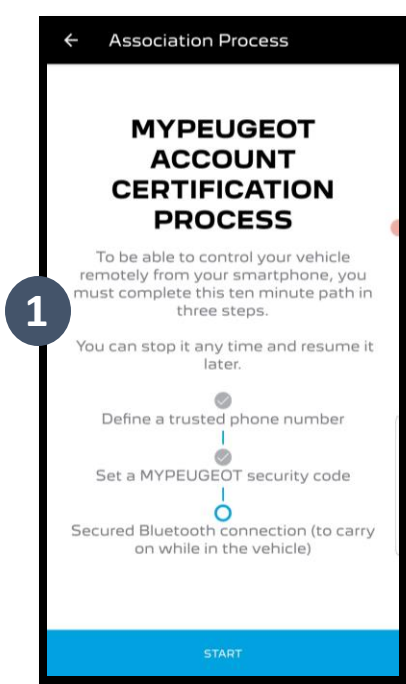 Association Process
MYPEUGEOT
ACCOUNT
CERTIFICATION
PROCESS
To be able to control your vehicle
remotely from your smartphone, you
must complete this ten minute path in
three steps.
1
You can stop it any time and resume it
later.
Define a trusted phone number
Set a MYPEUGEOT security code
Secured Bluetooth connection (to carry
on while in the vehicle)
START